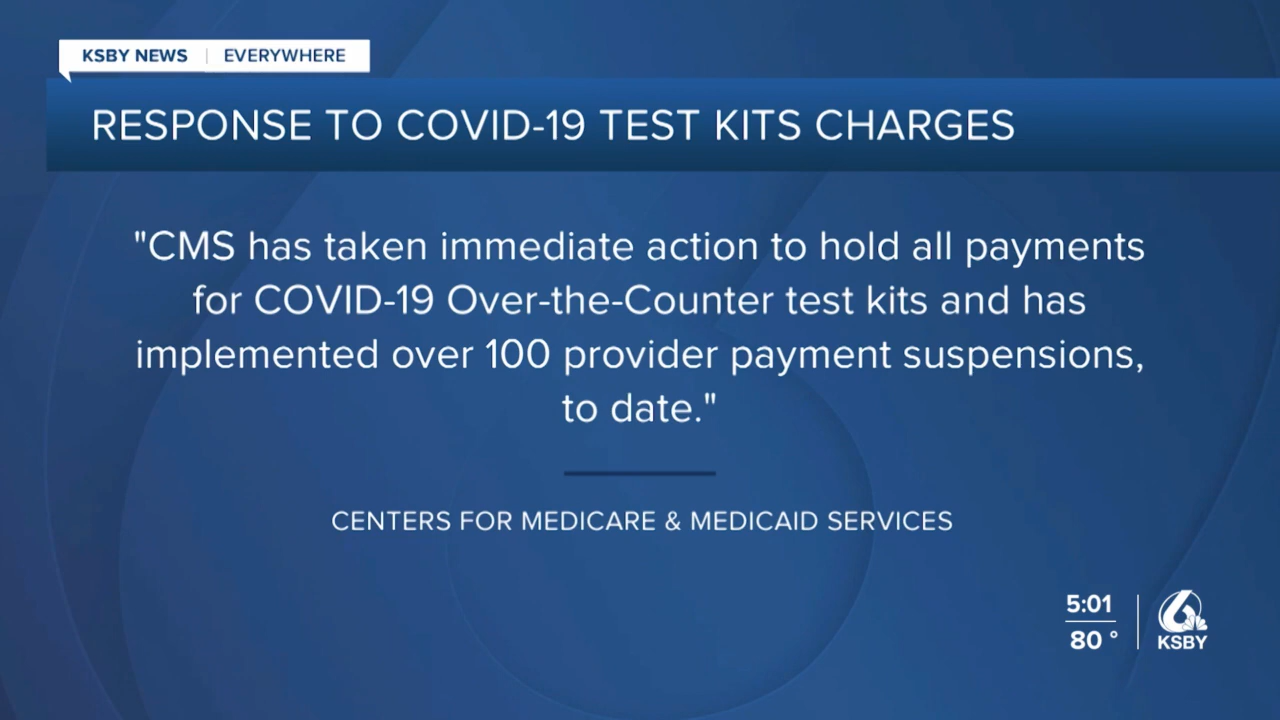 KSBY NEWS | EVERYWHERE
RESPONSE TO COVID-19 TEST KITS CHARGES
"CMS has taken immediate action to hold all payments
for COVID-19 Over-the-Counter test kits and has
implemented over 100 provider payment suspensions,
to date."
CENTERS FOR MEDICARE & MEDICAID SERVICES
5:01
80 °
6
KSBY